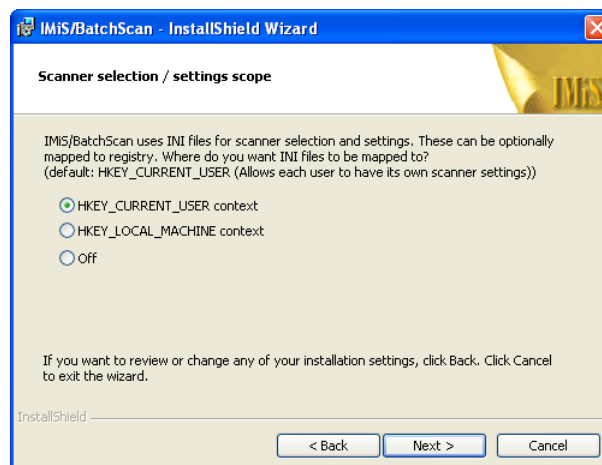 IMiS/BatchScan - InstallShield Wizard
Scanner selection / settings scope
IMiS
IMiS/BatchScan uses INI files for scanner selection and settings. These can be optionally
mapped to registry. Where do you want INI files to be mapped to?
(default: HKEY_CURRENT_USER (Allows each user to have its own scanner settings))
HKEY_CURRENT_USER context
HKEY_LOCAL_MACHINE context
Off
If you want to review or change any of your installation settings, click Back. Click Cancel
to exit the wizard.
InstallShield
< Back Next > Cancel